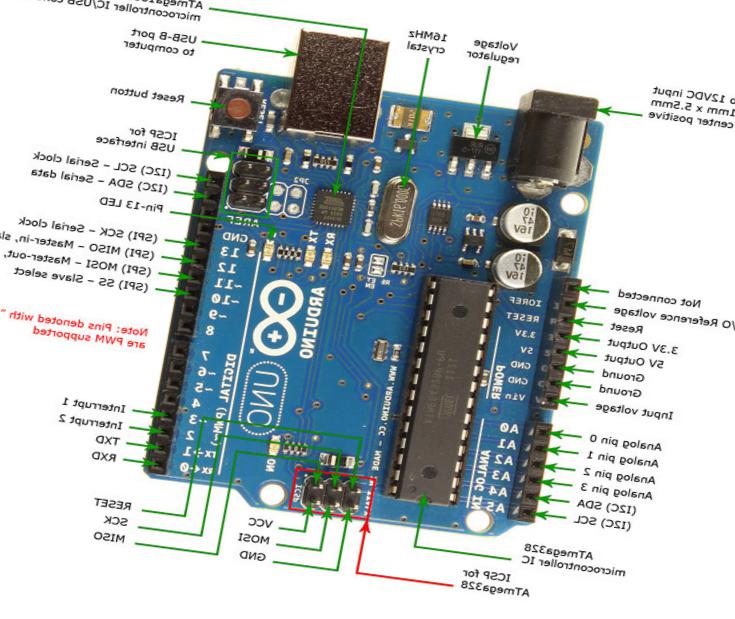 microcontroller IC/USB
USB-B port
to computer
16MHz
crystal
Voltage
regulator
12VDC input
5.5mm
center positive
Reset button
ICSP for
USB interface
(I2C) SCL – Serial clock
(I2C) SDA – Serial data
Pin-13 LED
(SPI) SCK – Serial clock
(SPI) MISO – Master-in,
(SPI) MOSI – Master-out,
(SPI) SS – Slave select
Note: Pins denoted with "
are PWM supported
Interrupt 1
Interrupt 2
TXD
RXD
RESET
SCK
MISO
VCC
MOSI
GND
ICSP for
ATmega328
ATmega328
microcontroller IC
Not connected
I/O Reference voltage
Reset
3.3V Output
5V Output
Ground
Ground
Input voltage
Analog pin 0
Analog pin 1
Analog pin 2
Analog pin 3
(I2C) SDA
(I2C) SCL
RESET
JP2
AREF
GND
13
12
~11
~10
~9
8
7
~6
~5
4
~3
2
TX→1
RX←0
DIGITAL (PWM~)
TX
RX
ARDUINO
UNO
ON
ICSP
WWW.ARDUINO.CC
MADE
47
16V
47
16V
IOREF
RESET
3.3V
5V
GND
GND
Vin
POWER
A0
A1
A2
A3
A4
A5
ANALOG IN